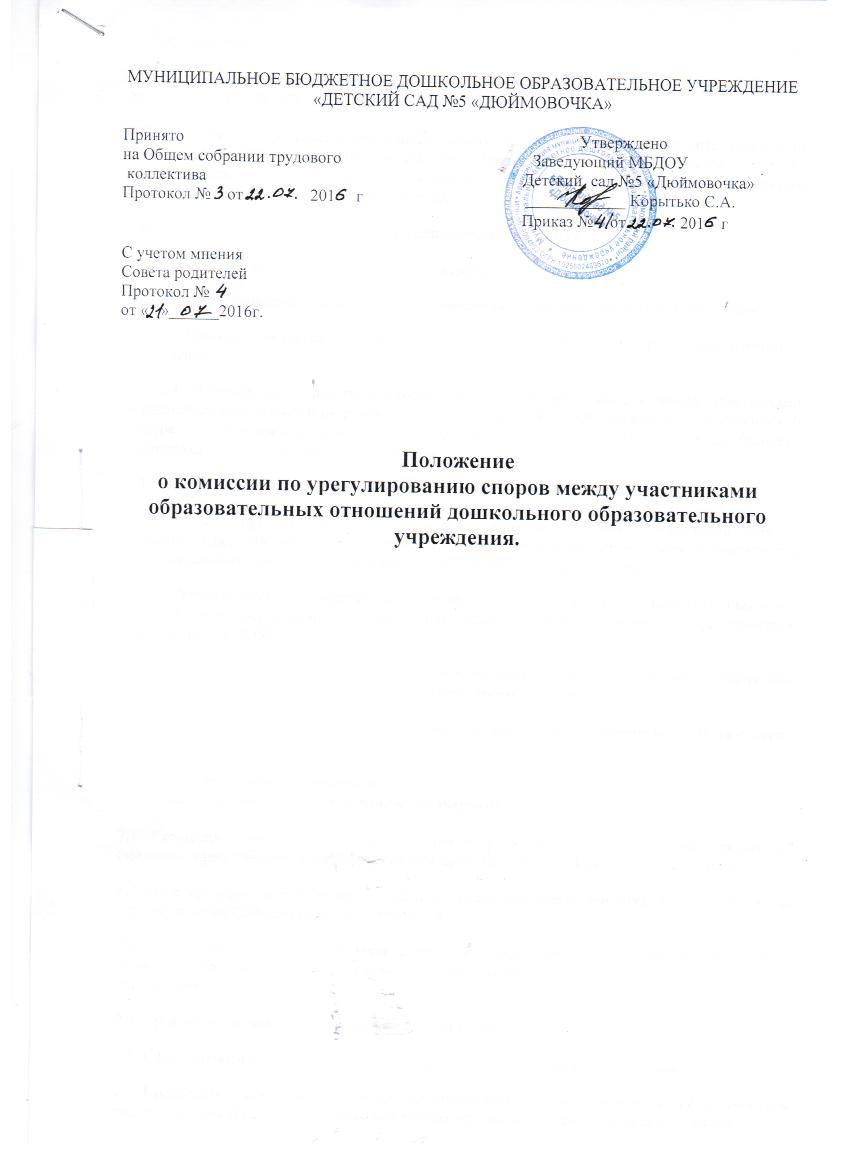 МУНИЦИПАЛЬНОЕ БЮДЖЕТНОЕ ДОШКОЛЬНОЕ ОБРАЗОВАТЕЛЬНОЕ УЧРЕЖДЕНИЕ
«ДЕТСКИЙ САД №5 «ДЮЙМОВОЧКА»
Принято
на Общем собрании трудового
коллектива
Протокол № 3 от 22.07. 2016 г
Утверждено
Заведующий МБДОУ
Детский сад №5 «Дюймовочка»
Корытько С.А.
Приказ №41 от 22.07. 2016 г
С учетом мнения
Совета родителей
Протокол № 4
от «21» 07 2016г.
Положение
о комиссии по урегулированию споров между участниками
образовательных отношений дошкольного образовательного
учреждения.